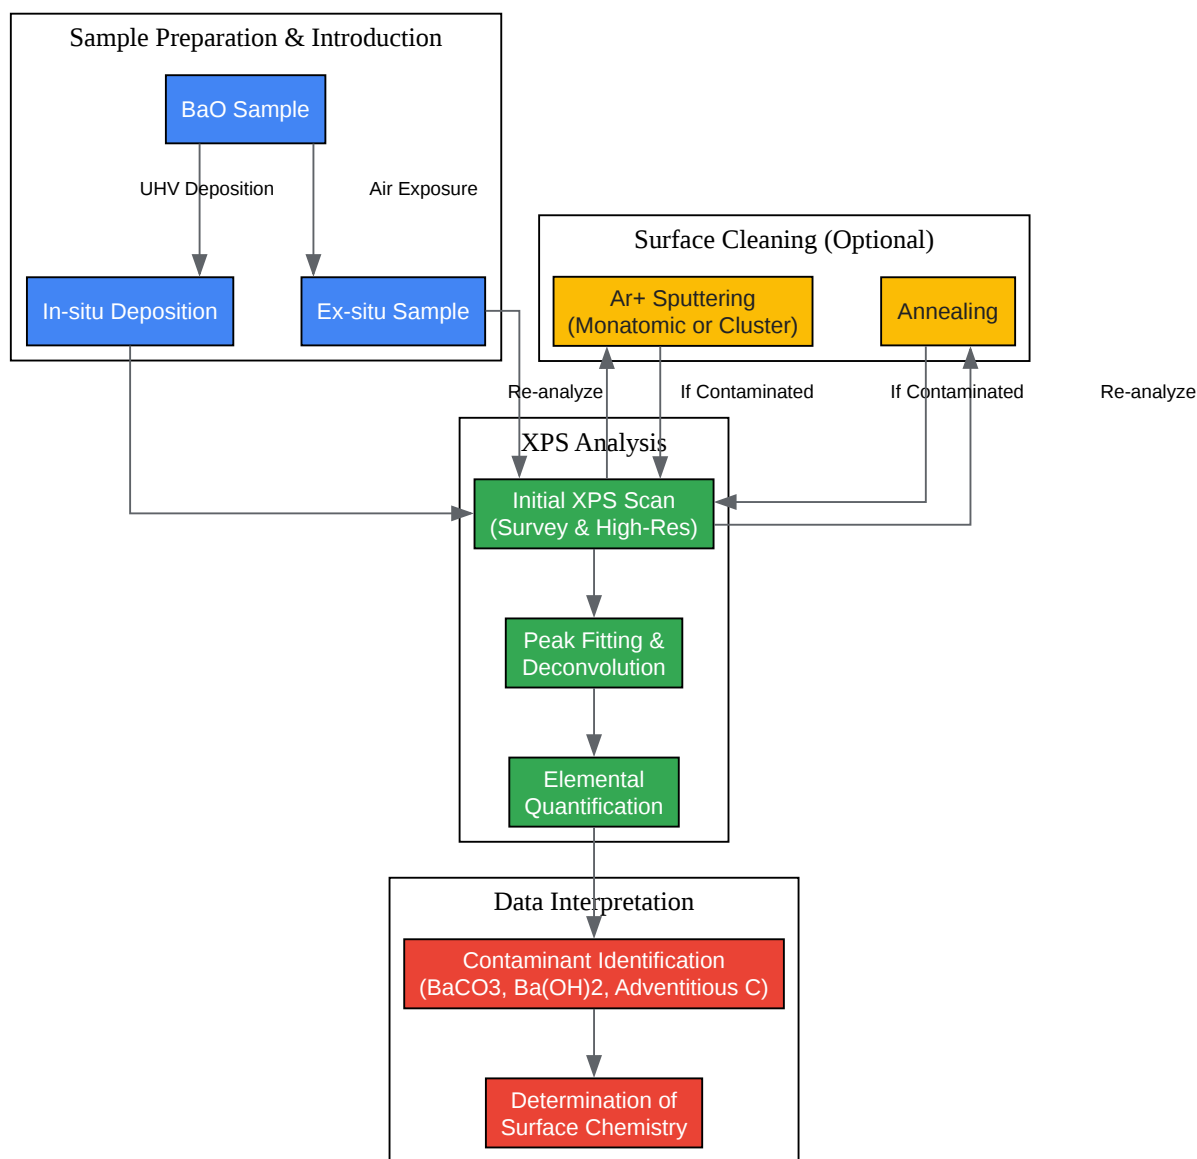 Sample Preparation & Introduction
BaO Sample
UHV Deposition
Air Exposure
In-situ Deposition
Ex-situ Sample
Surface Cleaning (Optional)
Ar+ Sputtering
(Monatomic or Cluster)
Annealing
Re-analyze
If Contaminated
If Contaminated
Re-analyze
XPS Analysis
Initial XPS Scan
(Survey & High-Res)
Peak Fitting &
Deconvolution
Elemental
Quantification
Data Interpretation
Contaminant Identification
(BaCO3, Ba(OH)2, Adventitious C)
Determination of
Surface Chemistry